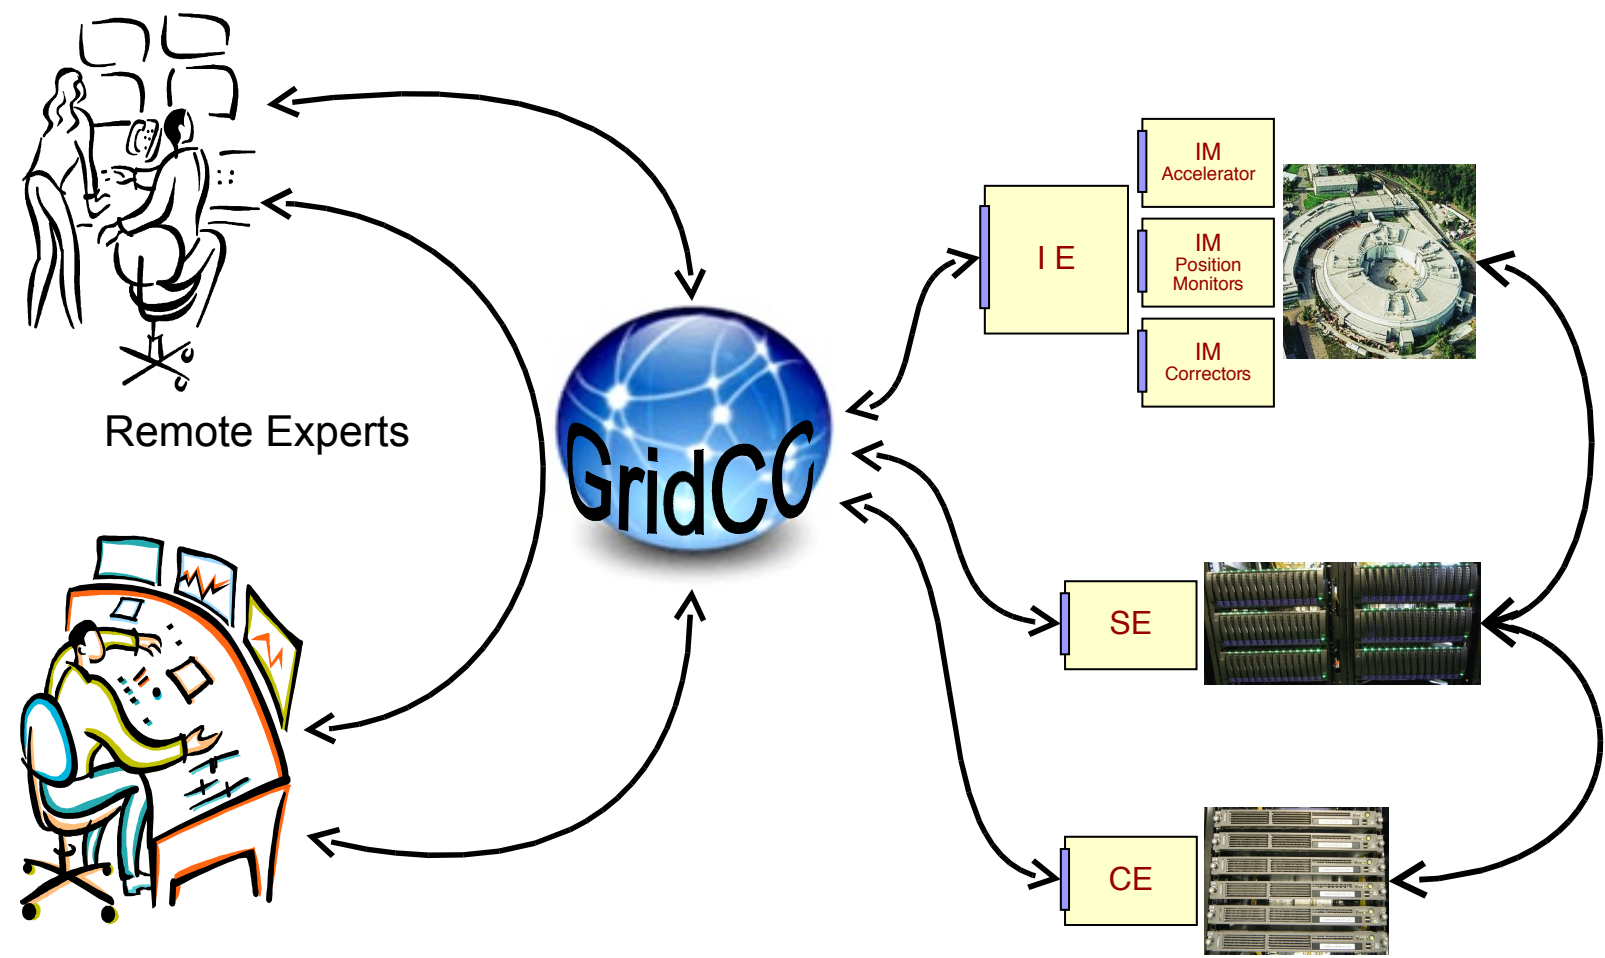 Remote Experts
GridCC
I E
IM
Accelerator
IM
Position
Monitors
IM
Correctors
SE
CE